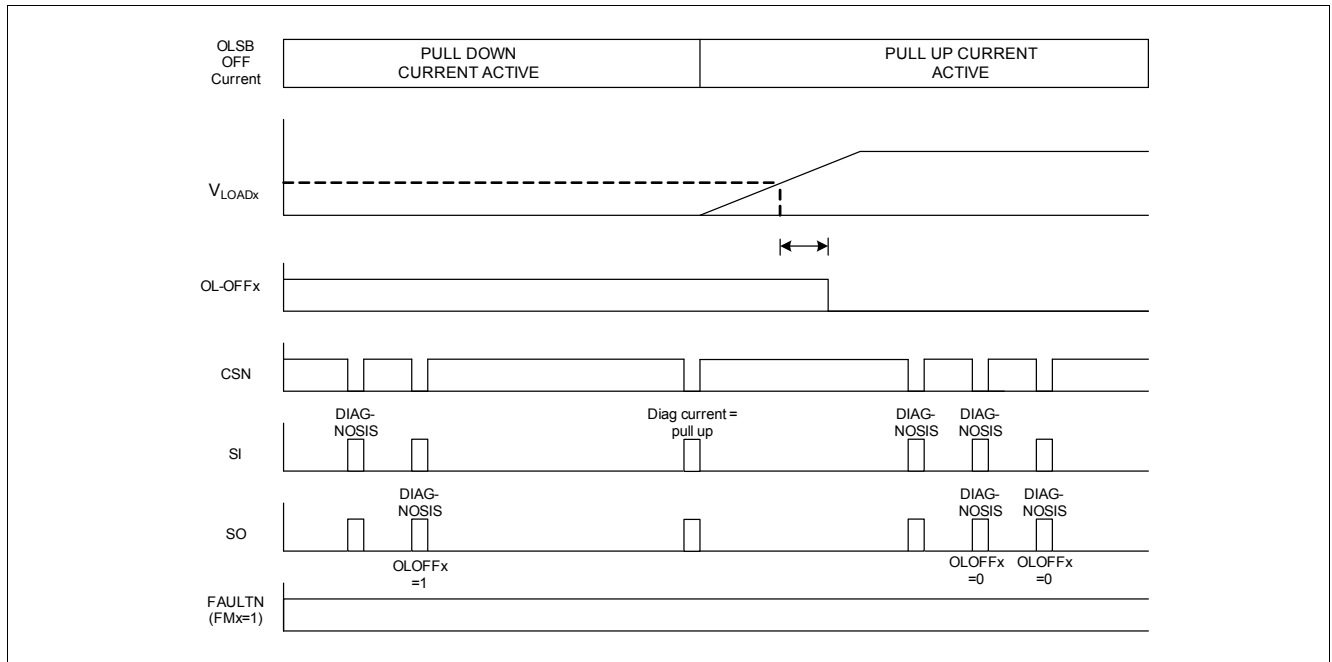 OLSB
OFF
Current
PULL DOWN
CURRENT ACTIVE
PULL UP CURRENT
ACTIVE
VLOADx
OL-OFFx
CSN
DIAG-
NOSIS
Diag current =
pull up
DIAG-
NOSIS
DIAG-
NOSIS
SI
DIAG-
NOSIS
DIAG-
NOSIS
DIAG-
NOSIS
SO
OLOFFx
=1
OLOFFx
=0
OLOFFx
=0
FAULTN
(FMx=1)